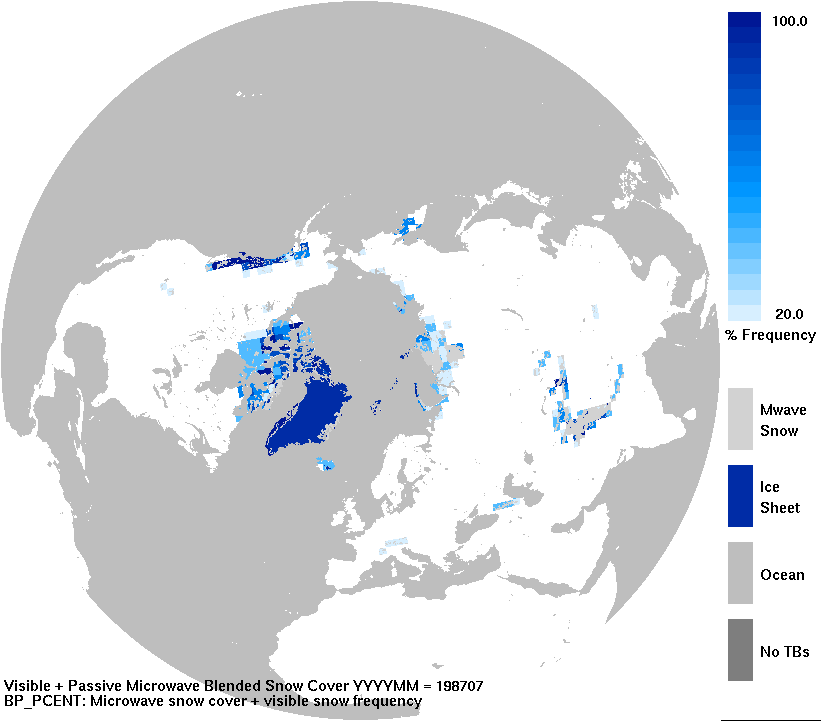 100.0
20.0
% Frequency
Mwave
Snow
Ice
Sheet
Ocean
No TBs
Visible + Passive Microwave Blended Snow Cover YYYYMM = 198707
BP_PCENT: Microwave snow cover + visible snow frequency